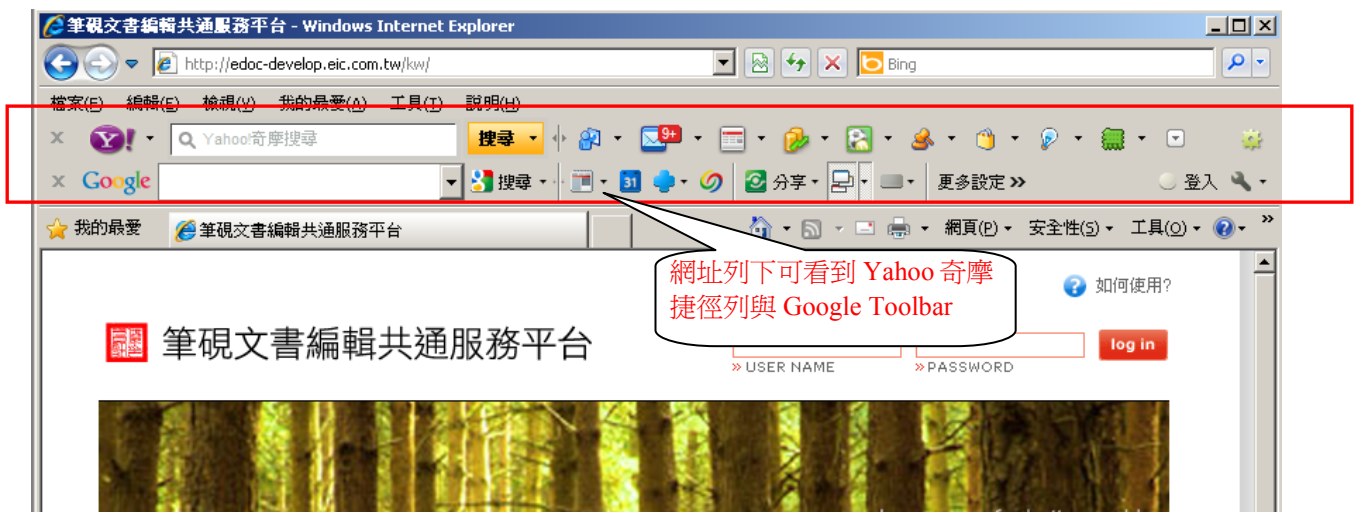 筆硯文書編輯共通服務平台 - Windows Internet Explorer
http://edoc-develop.eic.com.tw/kw/ Bing
檔案(F) 編輯(E) 檢視(V) 我的最愛(A) 工具(T) 說明(H)
Y! Yahoo!奇摩搜尋 搜尋 9+
Google 搜尋 31 分享 更多設定 登入
我的最愛 筆硯文書編輯共通服務平台 網頁(P) 安全性(S) 工具(O)
網址列下可看到 Yahoo 奇摩
捷徑列與 Google Toolbar
如何使用?
筆硯文書編輯共通服務平台 log in
USER NAME PASSWORD